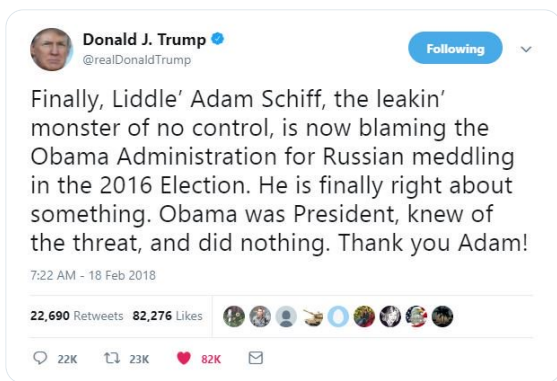 Donald J. Trump
@realDonaldTrump
Following
Finally, Liddle’ Adam Schiff, the leakin’
monster of no control, is now blaming the
Obama Administration for Russian meddling
in the 2016 Election. He is finally right about
something. Obama was President, knew of
the threat, and did nothing. Thank you Adam!
7:22 AM - 18 Feb 2018
22,690 Retweets 82,276 Likes
22K 23K 82K